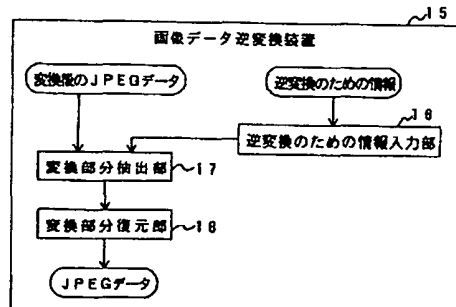 15
画像データ逆変換装置
変換後のJPEGデータ
逆変換のための情報
16
変換部分抽出部
17
逆変換のための情報入力部
変換部分復元部
18
JPEGデータ